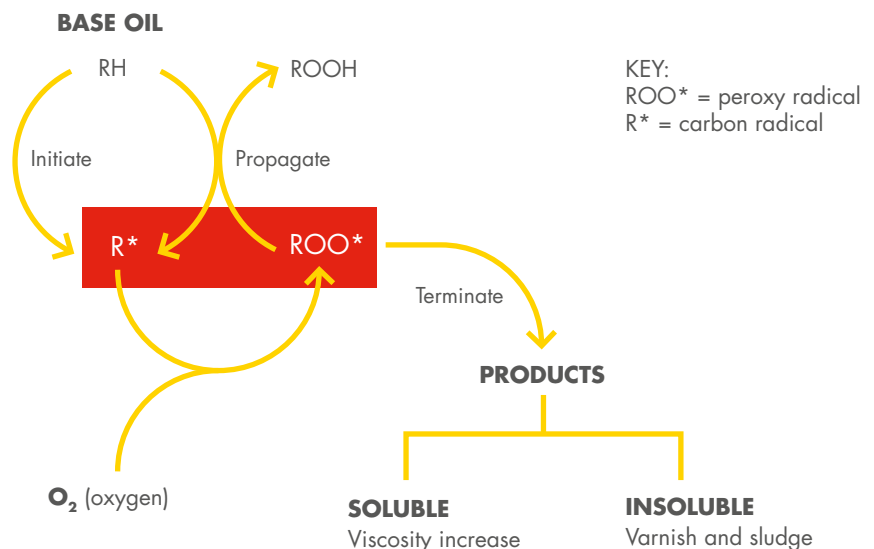 BASE OIL
RH
ROOH
KEY:
ROO* = peroxy radical
R* = carbon radical
Initiate
Propagate
R*
ROO*
Terminate
PRODUCTS
O₂ (oxygen)
SOLUBLE
Viscosity increase
INSOLUBLE
Varnish and sludge